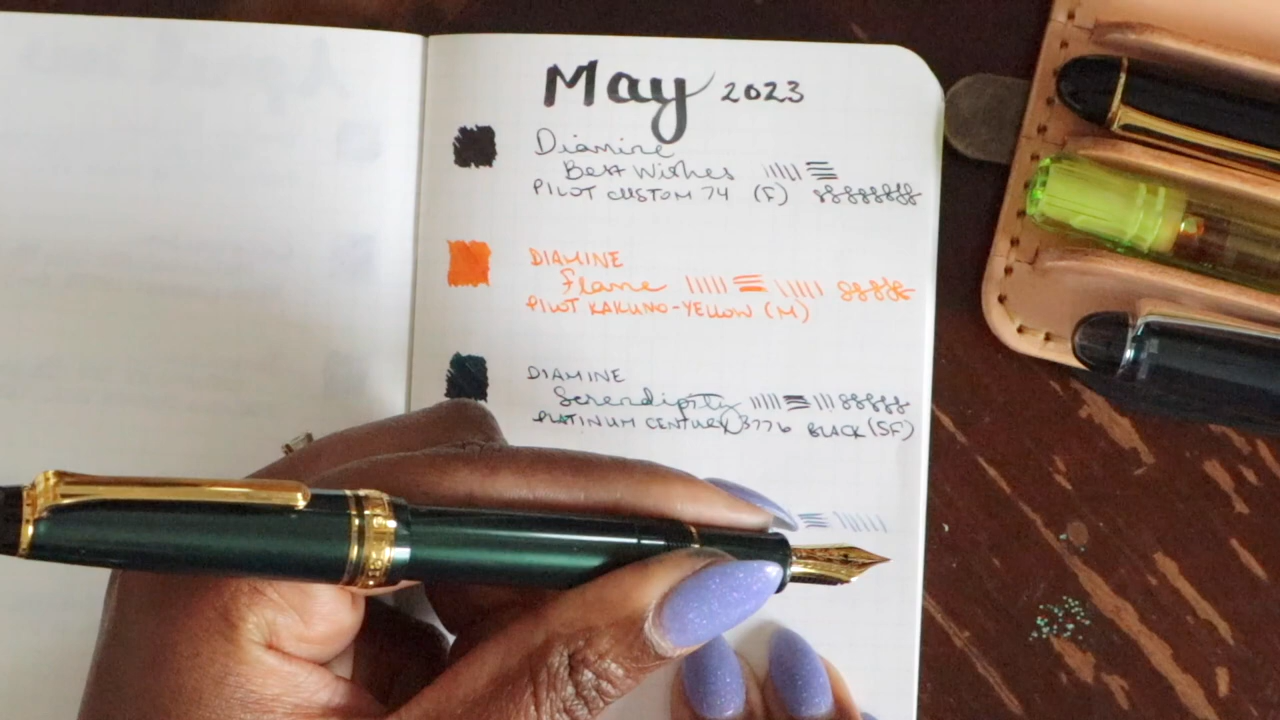 May 2023
Diamine
Best Wishes
PILOT CUSTOM 74 (F)
DIAMINE
Flame
PILOT KAKUNO-YELLOW (M)
DIAMINE
Serendipity
PLATINUM CENTURY 3776 BLACK (SF)